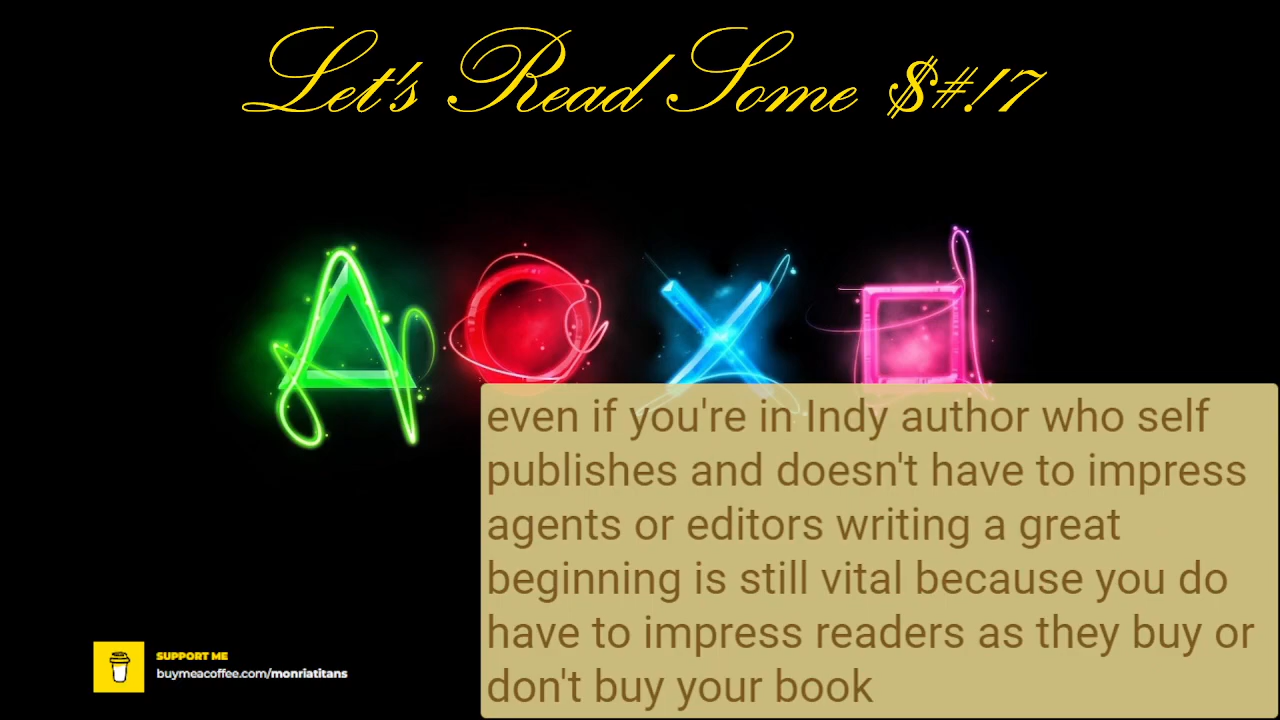 Let's Read Some $#!7
even if you're in Indy author who self
publishes and doesn't have to impress
agents or editors writing a great
beginning is still vital because you do
have to impress readers as they buy or
don't buy your book
SUPPORT ME
buymeacoffee.com/monriatitans